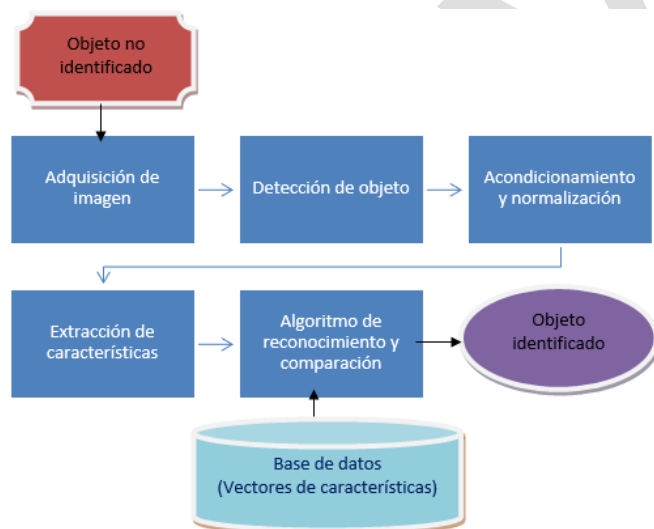 Objeto no
identificado
Adquisición de
imagen
Detección de objeto
Acondicionamiento
y normalización
Extracción de
características
Algoritmo de
reconocimiento y
comparación
Objeto
identificado
Base de datos
(Vectores de características)